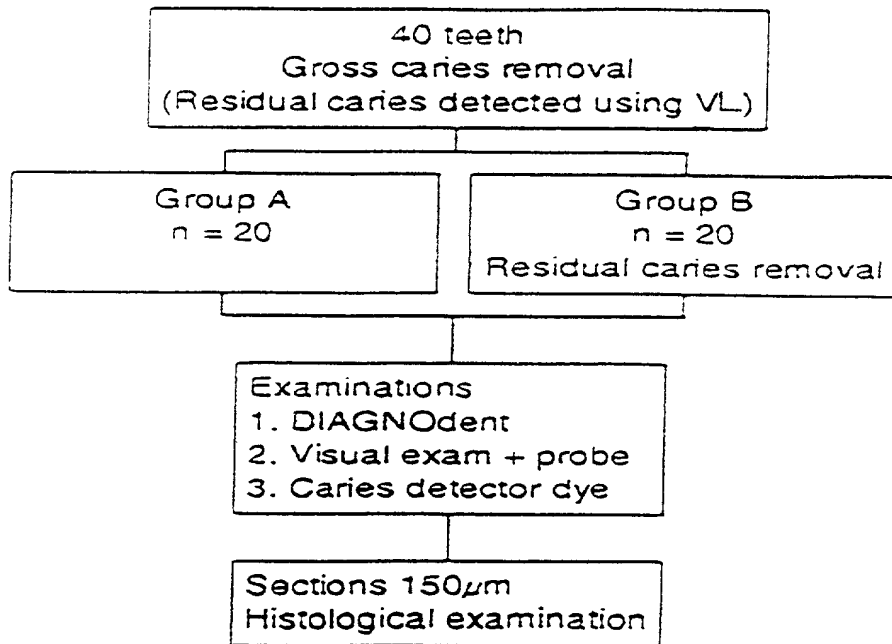 40 teeth
Gross caries removal
(Residual caries detected using VL)
Group A
n = 20
Group B
n = 20
Residual caries removal
Examinations
1. DIAGNOdent
2. Visual exam + probe
3. Caries detector dye
Sections 150µm
Histological examination